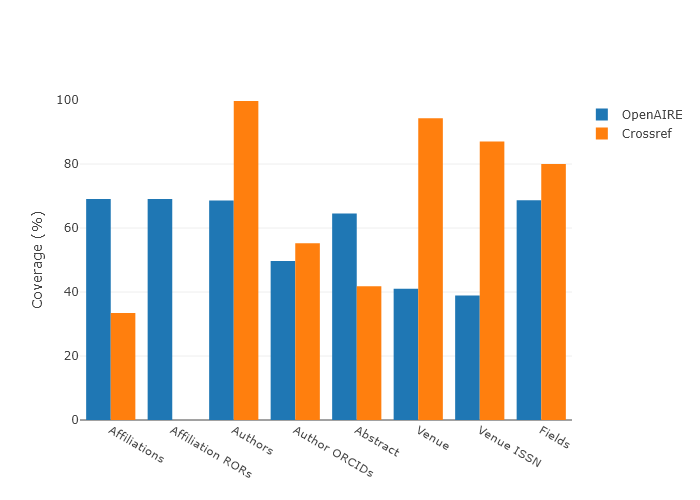 OpenAIRE
Crossref
Coverage (%)
100
80
60
40
20
0
Affiliations
Affiliation RORs
Authors
Author ORCIDs
Abstract
Venue
Venue ISSN
Fields